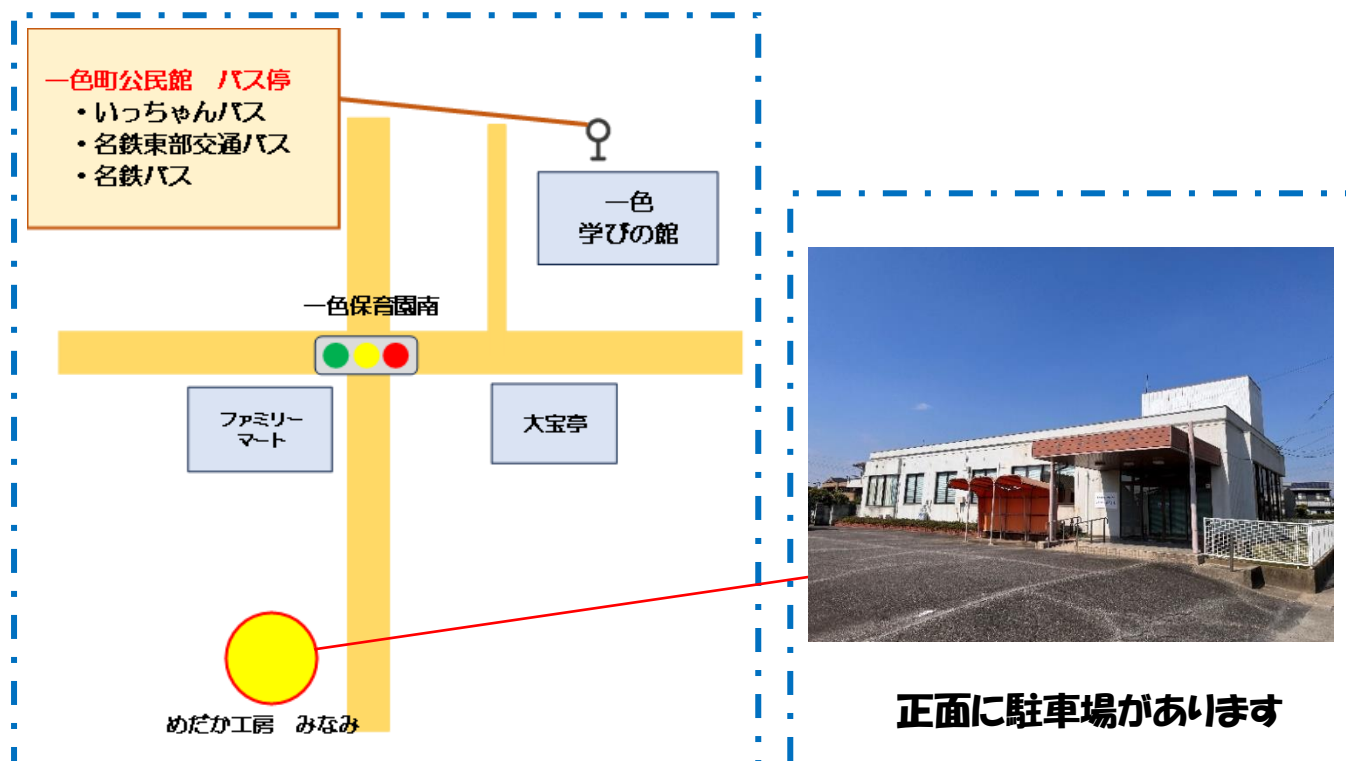 一色町公民館　バス停
・いっちゃんバス
・名鉄東部交通バス
・名鉄バス
一色
学びの館
一色保育園南
ファミリー
マート
大宝亭
めだか工房　みなみ
正面に駐車場があります